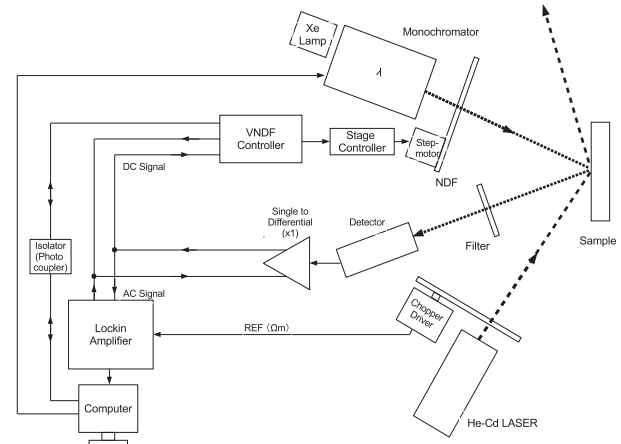 Xe
Lamp
Monochromator
λ
VNDF
Controller
Stage
Controller
Step-
motor
NDF
DC Signal
Single to
Differential
(x1)
Detector
Filter
Sample
Isolator
(Photo
coupler)
AC Signal
Chopper
Driver
Lockin
Amplifier
REF (Ωm)
Computer
He-Cd LASER